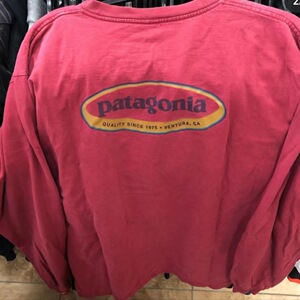 patagonia
QUALITY SINCE 1973 • VENTURA, CA